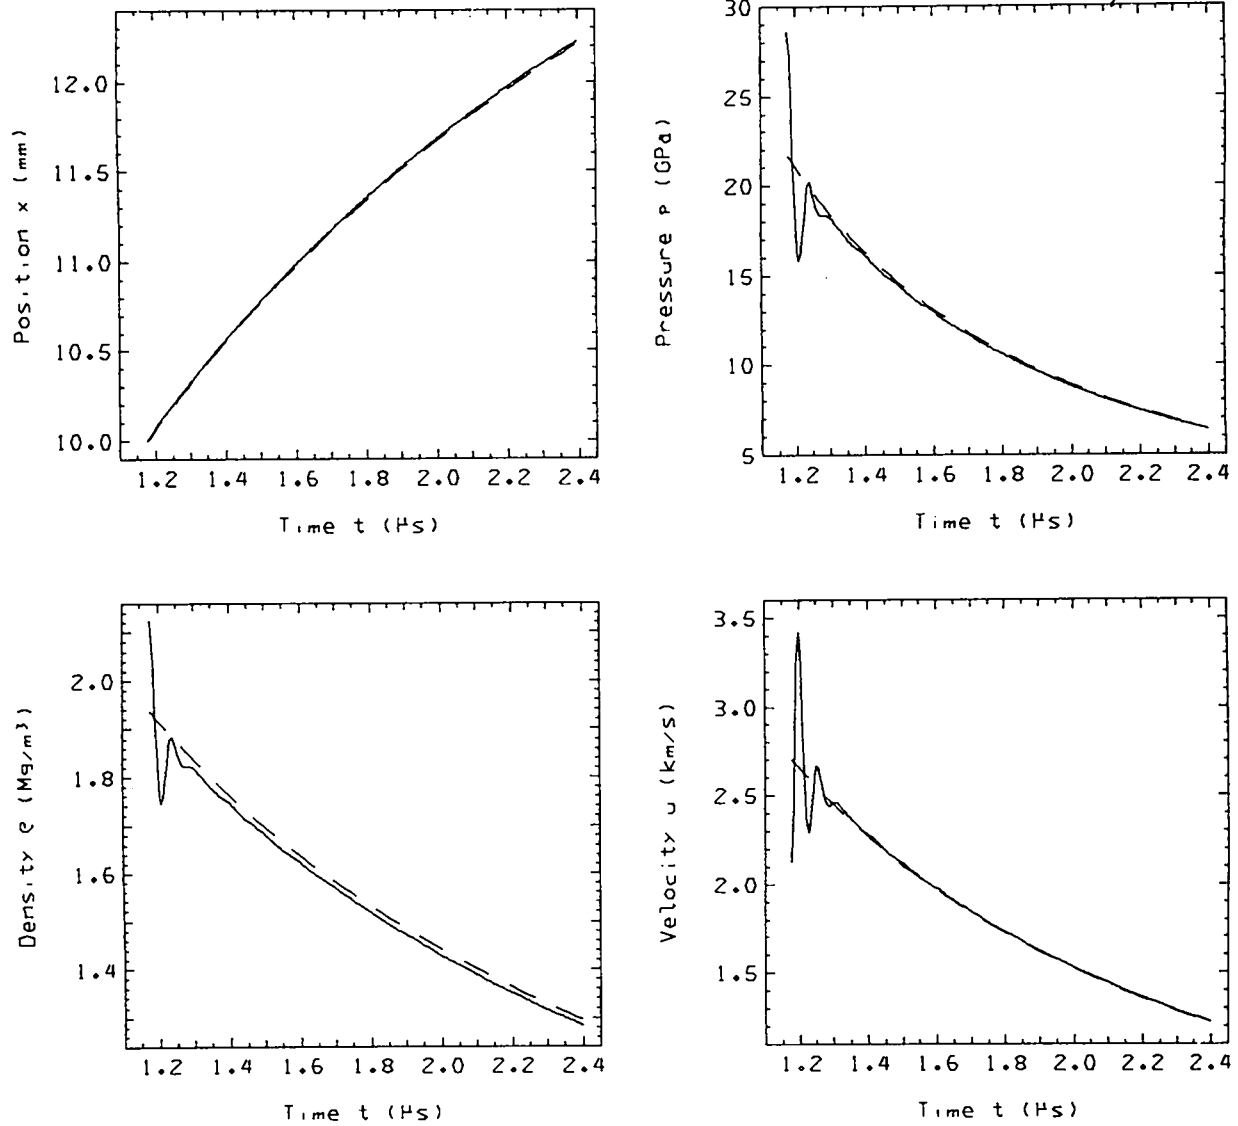 12.0
11.5
11.0
10.5
10.0
Position x (mm)
1.2 1.4 1.6 1.8 2.0 2.2 2.4
Time t (μs)
30
25
20
15
10
5
Pressure p (GPa)
1.2 1.4 1.6 1.8 2.0 2.2 2.4
Time t (μs)
2.0
1.8
1.6
1.4
Density ρ (Mg/m³)
1.2 1.4 1.6 1.8 2.0 2.2 2.4
Time t (μs)
3.5
3.0
2.5
2.0
1.5
Velocity u (km/s)
1.2 1.4 1.6 1.8 2.0 2.2 2.4
Time t (μs)